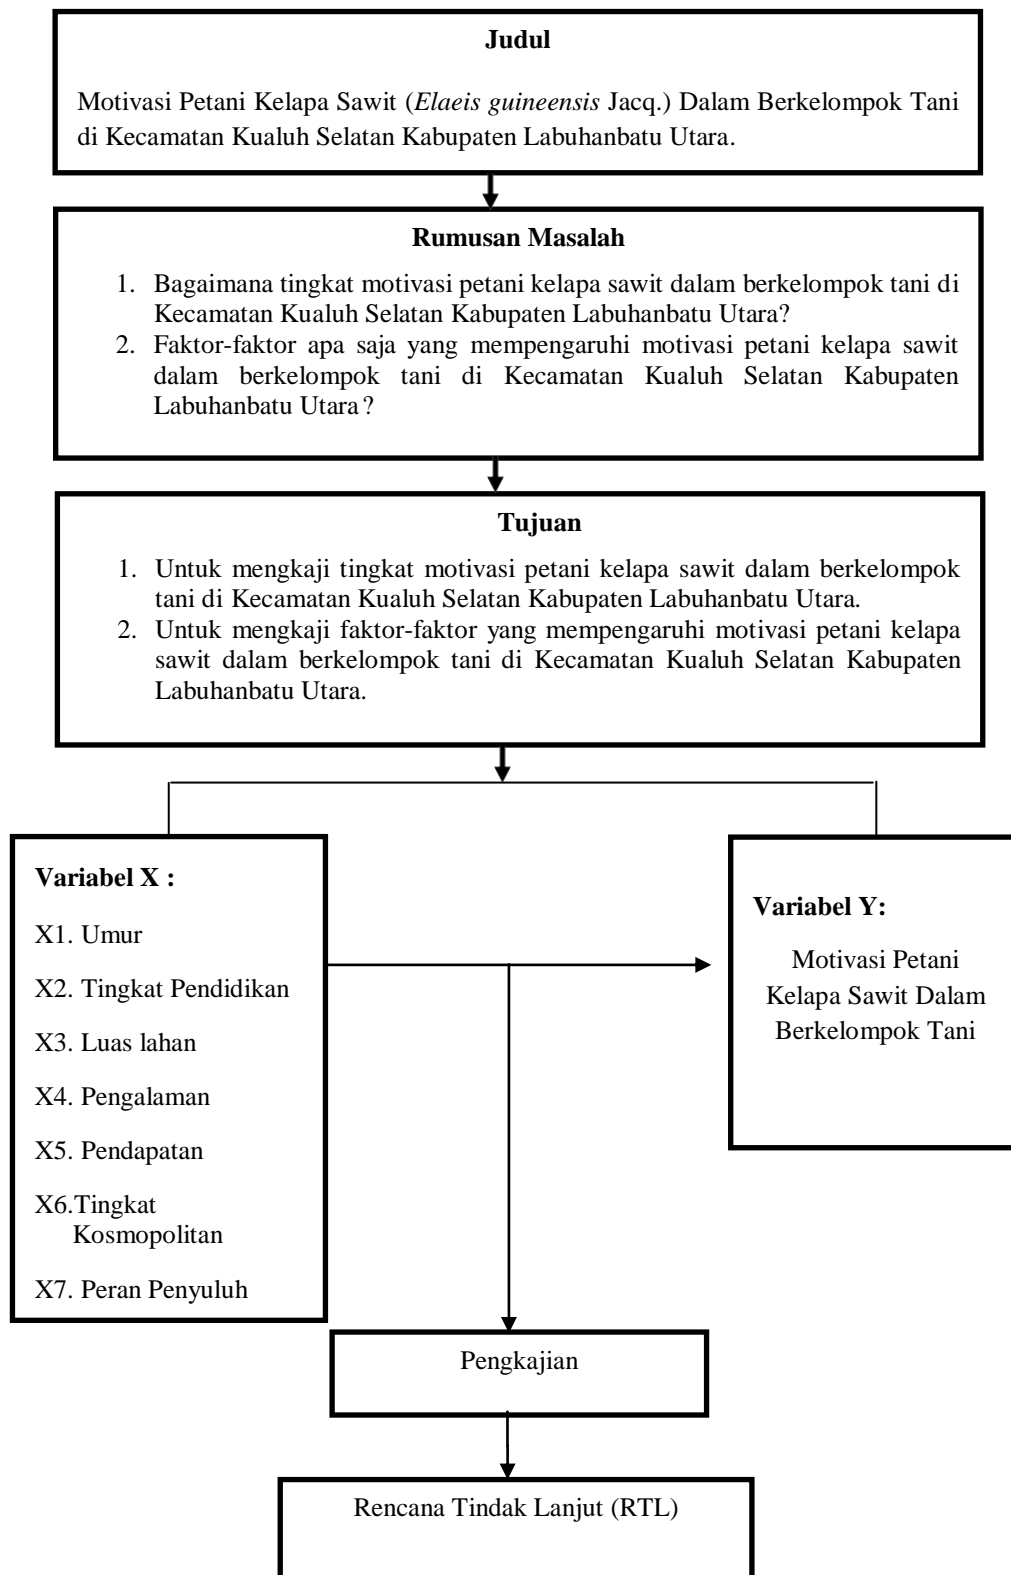 Judul
Motivasi Petani Kelapa Sawit (Elaeis guineensis Jacq.) Dalam Berkelompok Tani
di Kecamatan Kualuh Selatan Kabupaten Labuhanbatu Utara.
Rumusan Masalah
1. Bagaimana tingkat motivasi petani kelapa sawit dalam berkelompok tani di
Kecamatan Kualuh Selatan Kabupaten Labuhanbatu Utara?
2. Faktor-faktor apa saja yang mempengaruhi motivasi petani kelapa sawit
dalam berkelompok tani di Kecamatan Kualuh Selatan Kabupaten
Labuhanbatu Utara?
Tujuan
1. Untuk mengkaji tingkat motivasi petani kelapa sawit dalam berkelompok
tani di Kecamatan Kualuh Selatan Kabupaten Labuhanbatu Utara.
2. Untuk mengkaji faktor-faktor yang mempengaruhi motivasi petani kelapa
sawit dalam berkelompok tani di Kecamatan Kualuh Selatan Kabupaten
Labuhanbatu Utara.
Variabel X :
X1. Umur
X2. Tingkat Pendidikan
X3. Luas lahan
X4. Pengalaman
X5. Pendapatan
X6.Tingkat
Kosmopolitan
X7. Peran Penyuluh
Variabel Y:
Motivasi Petani
Kelapa Sawit Dalam
Berkelompok Tani
Pengkajian
Rencana Tindak Lanjut (RTL)